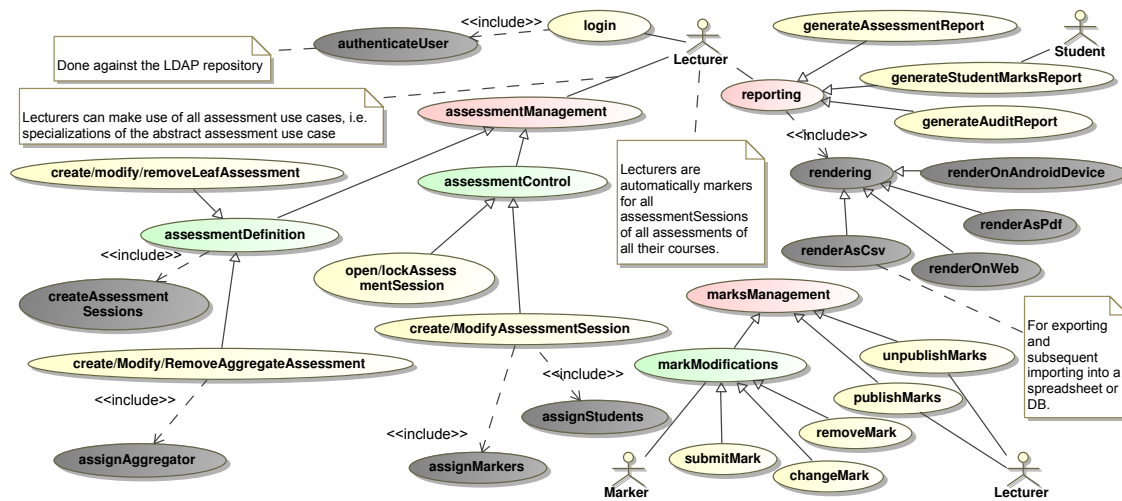 <<include>>
login
generateAssessmentReport
Student
authenticateUser
Lecturer
Done against the LDAP repository
generateStudentMarksReport
reporting
Lecturers can make use of all assessment use cases, i.e.
specializations of the abstract assessment use case
assessmentManagement
generateAuditReport
<<include>>
create/modify/removeLeafAssessment
assessmentControl
Lecturers are
automatically markers
for all
assessmentSessions
of all assessments of
all their courses.
rendering
renderOnAndroidDevice
assessmentDefinition
renderAsPdf
<<include>>
renderAsCsv
renderOnWeb
open/lockAssess
mentSession
createAssessment
Sessions
marksManagement
For exporting
and
subsequent
importing into a
spreadsheet or
DB.
create/ModifyAssessmentSession
create/Modify/RemoveAggregateAssessment
markModifications
unpublishMarks
publishMarks
<<include>>
<<include>>
assignStudents
removeMark
<<include>>
assignAggregator
assignMarkers
submitMark
changeMark
Marker
Lecturer